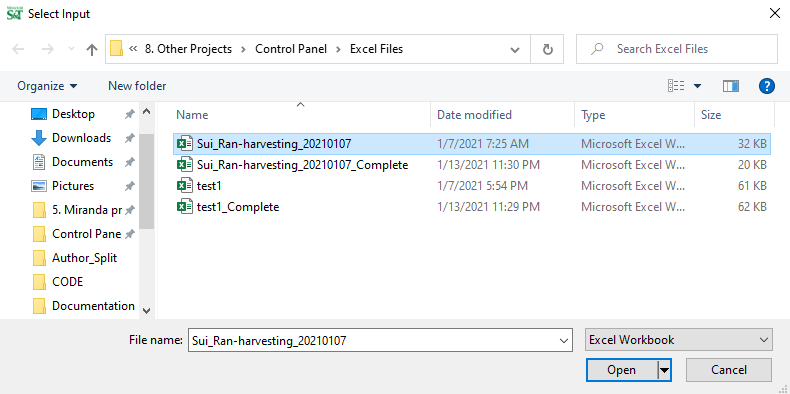 Select Input
« 8. Other Projects > Control Panel > Excel Files
Search Excel Files
Organize New folder
Name Date modified Type Size
Desktop
Downloads
Documents
Pictures
5. Miranda pr
Control Pane
Author_Split
CODE
Documentation
Sui_Ran-harvesting_20210107 1/7/2021 7:25 AM Microsoft Excel W... 32 KB
Sui_Ran-harvesting_20210107_Complete 1/13/2021 11:30 PM Microsoft Excel W... 20 KB
test1 1/7/2021 5:54 PM Microsoft Excel W... 61 KB
test1_Complete 1/13/2021 11:29 PM Microsoft Excel W... 62 KB
File name: Sui_Ran-harvesting_20210107 Excel Workbook
Open Cancel